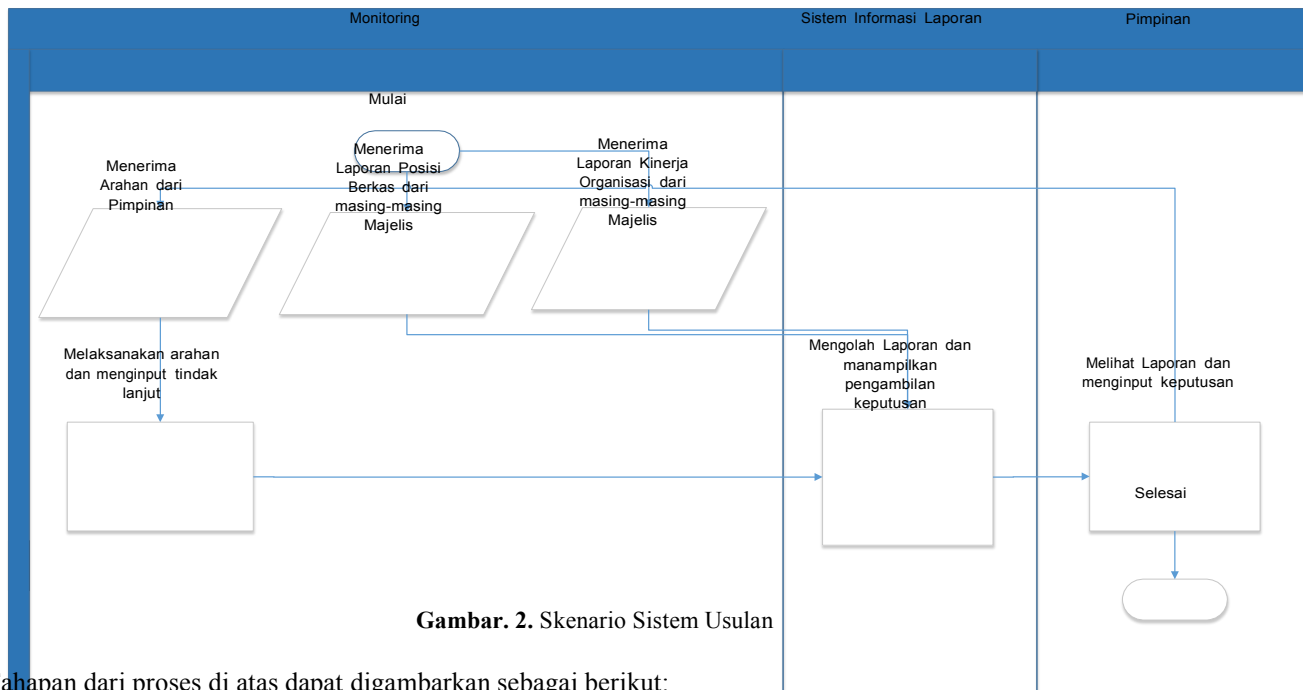 Monitoring
Sistem Informasi Laporan
Pimpinan
Mulai
Menerima
Arahan dari
Pimpinan
Menerima
Laporan Posisi
Berkas dari
masing-masing
Majelis
Menerima
Laporan Kinerja
Organisasi dari
masing-masing
Majelis
Melaksanakan arahan
dan menginput tindak
lanjut
Mengolah Laporan dan
manampilkan
pengambilan
keputusan
Melihat Laporan dan
menginput keputusan
Selesai
Gambar. 2. Skenario Sistem Usulan
ahapan dari proses di atas dapat digambarkan sebagai berikut: